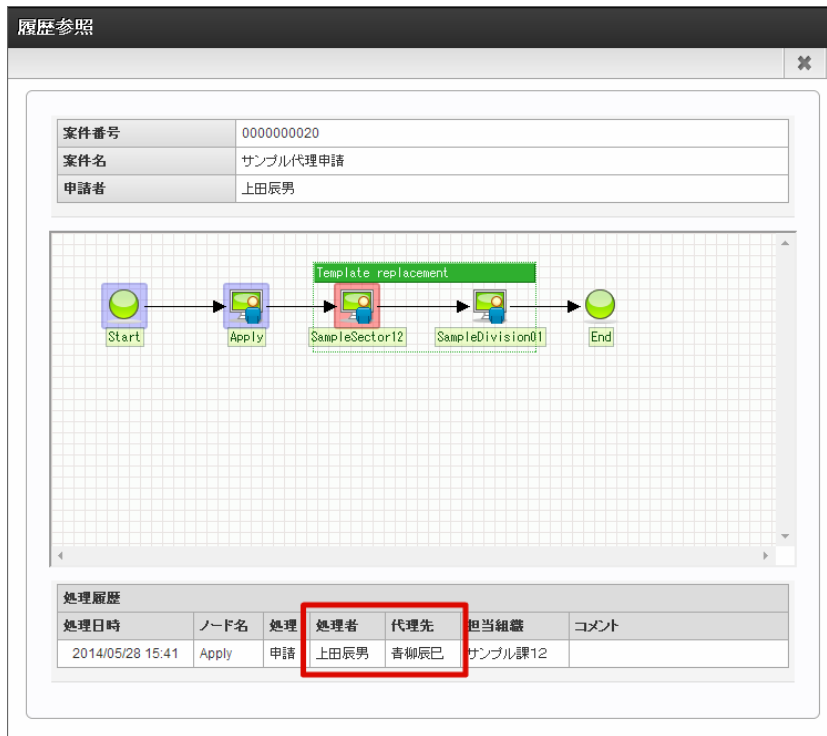 履歴参照
案件番号 0000000020
案件名 サンプル代理申請
申請者 上田辰男
Template replacement
Start Apply SampleSector12 SampleDivision01 End
処理履歴
処理日時 ノード名 処理 処理者 代理先 担当組織 コメント
2014/05/28 15:41 Apply 申請 上田辰男 青柳辰巳 サンプル課12